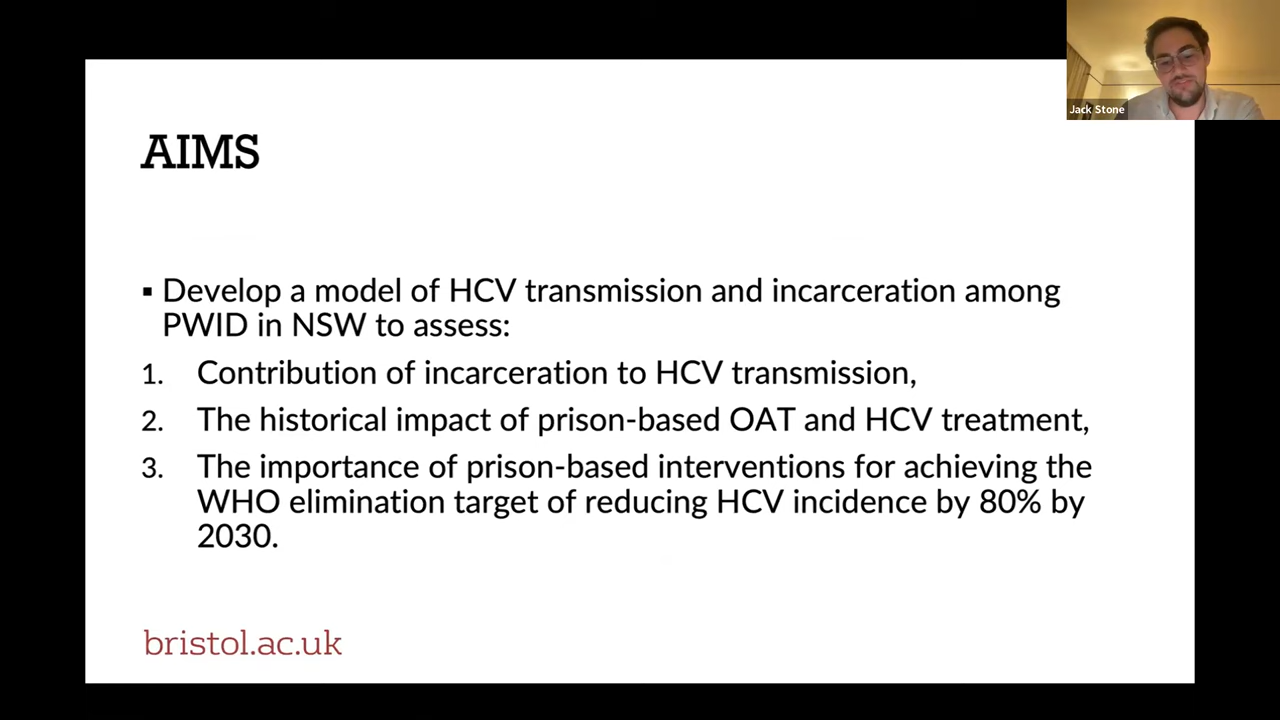 Jack Stone
AIMS
▪ Develop a model of HCV transmission and incarceration among
PWID in NSW to assess:
1. Contribution of incarceration to HCV transmission,
2. The historical impact of prison-based OAT and HCV treatment,
3. The importance of prison-based interventions for achieving the
WHO elimination target of reducing HCV incidence by 80% by
2030.
bristol.ac.uk